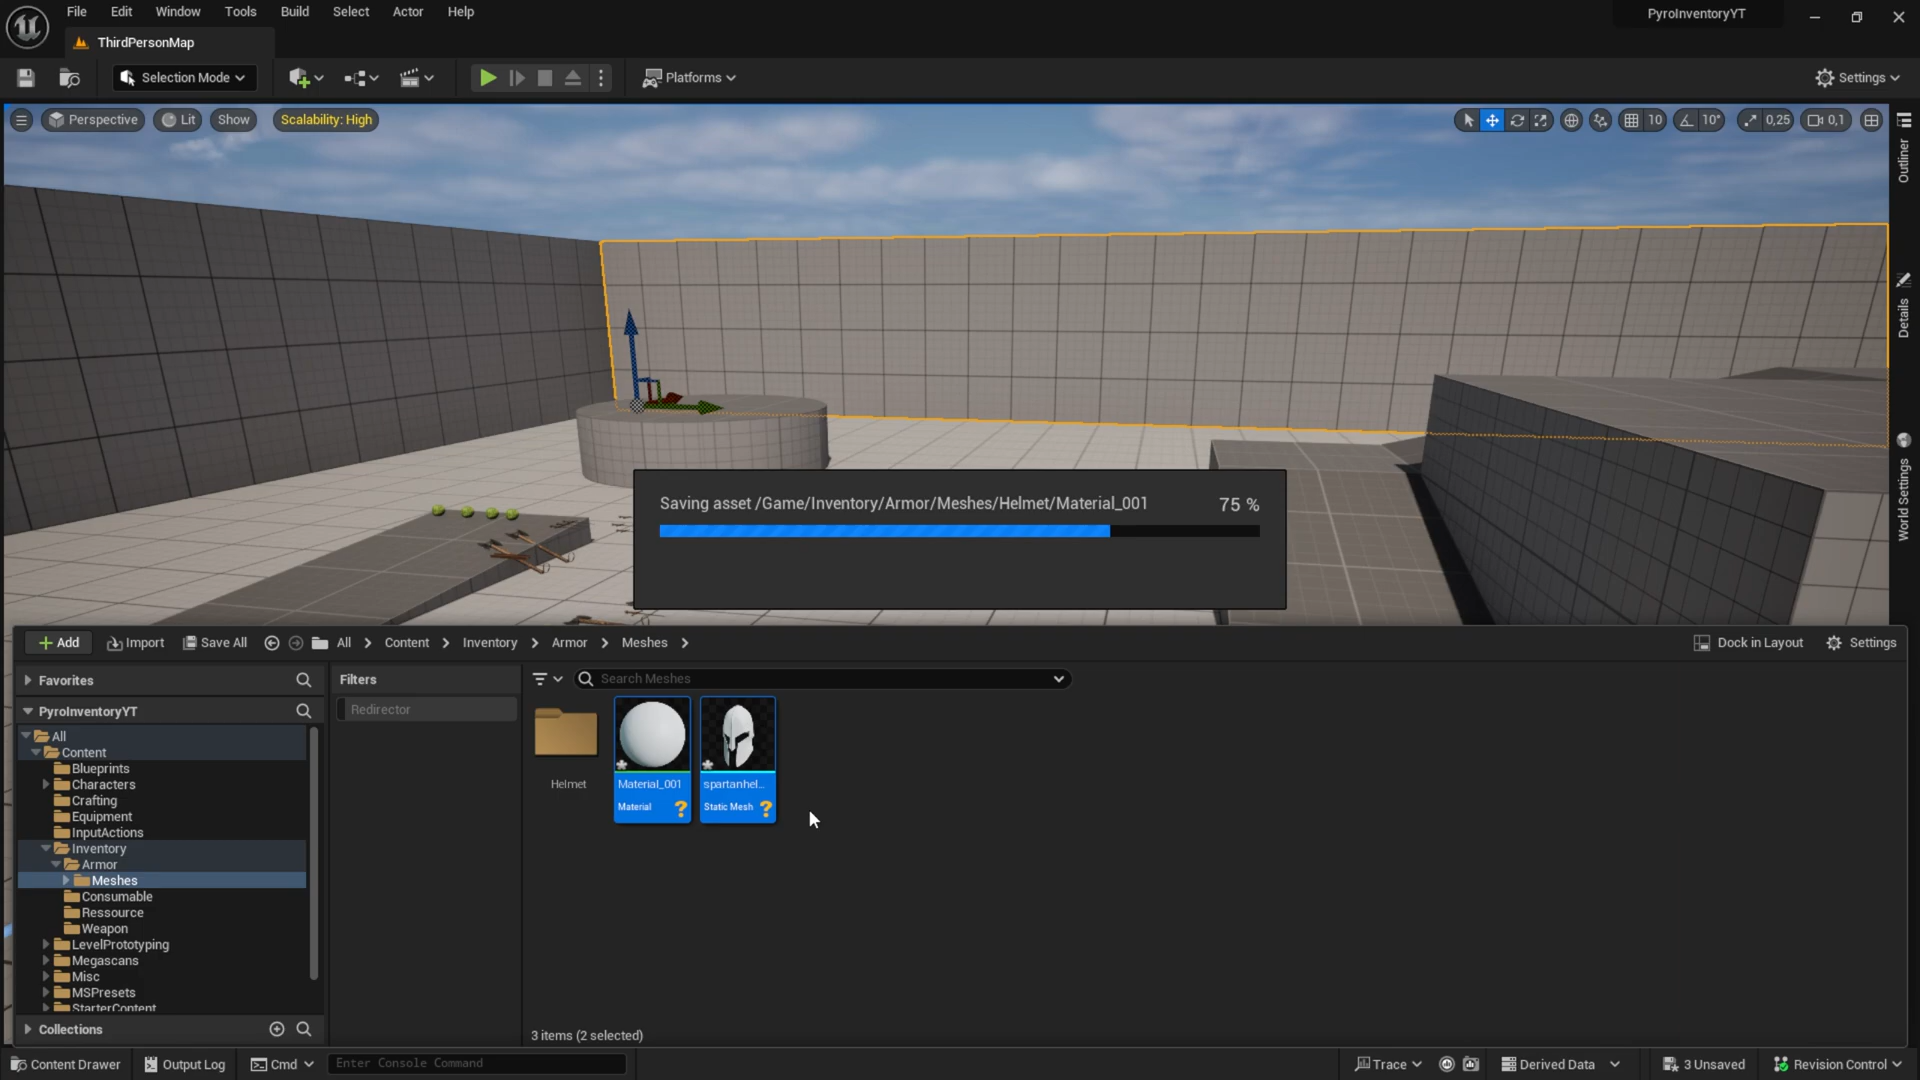 File Edit Window Tools Build Select Actor Help
PyroInventoryYT
ThirdPersonMap
Selection Mode
Platforms
Settings
Perspective Lit Show Scalability: High
10 10° 0,25 0,1
Outliner
Details
World Settings
Saving asset /Game/Inventory/Armor/Meshes/Helmet/Material_001 75 %
Add Import Save All All Content Inventory Armor Meshes Dock in Layout Settings
Favorites
PyroInventoryYT
All
Content
Blueprints
Characters
Crafting
Equipment
InputActions
Inventory
Armor
Meshes
Consumable
Ressource
Weapon
LevelPrototyping
Megascans
Misc
MSPresets
StarterContent
Collections
Filters
Redirector
Search Meshes
Helmet
Material_001
Material ?
spartanhel...
Static Mesh ?
3 items (2 selected)
Content Drawer Output Log Cmd Enter Console Command Trace Derived Data 3 Unsaved Revision Control